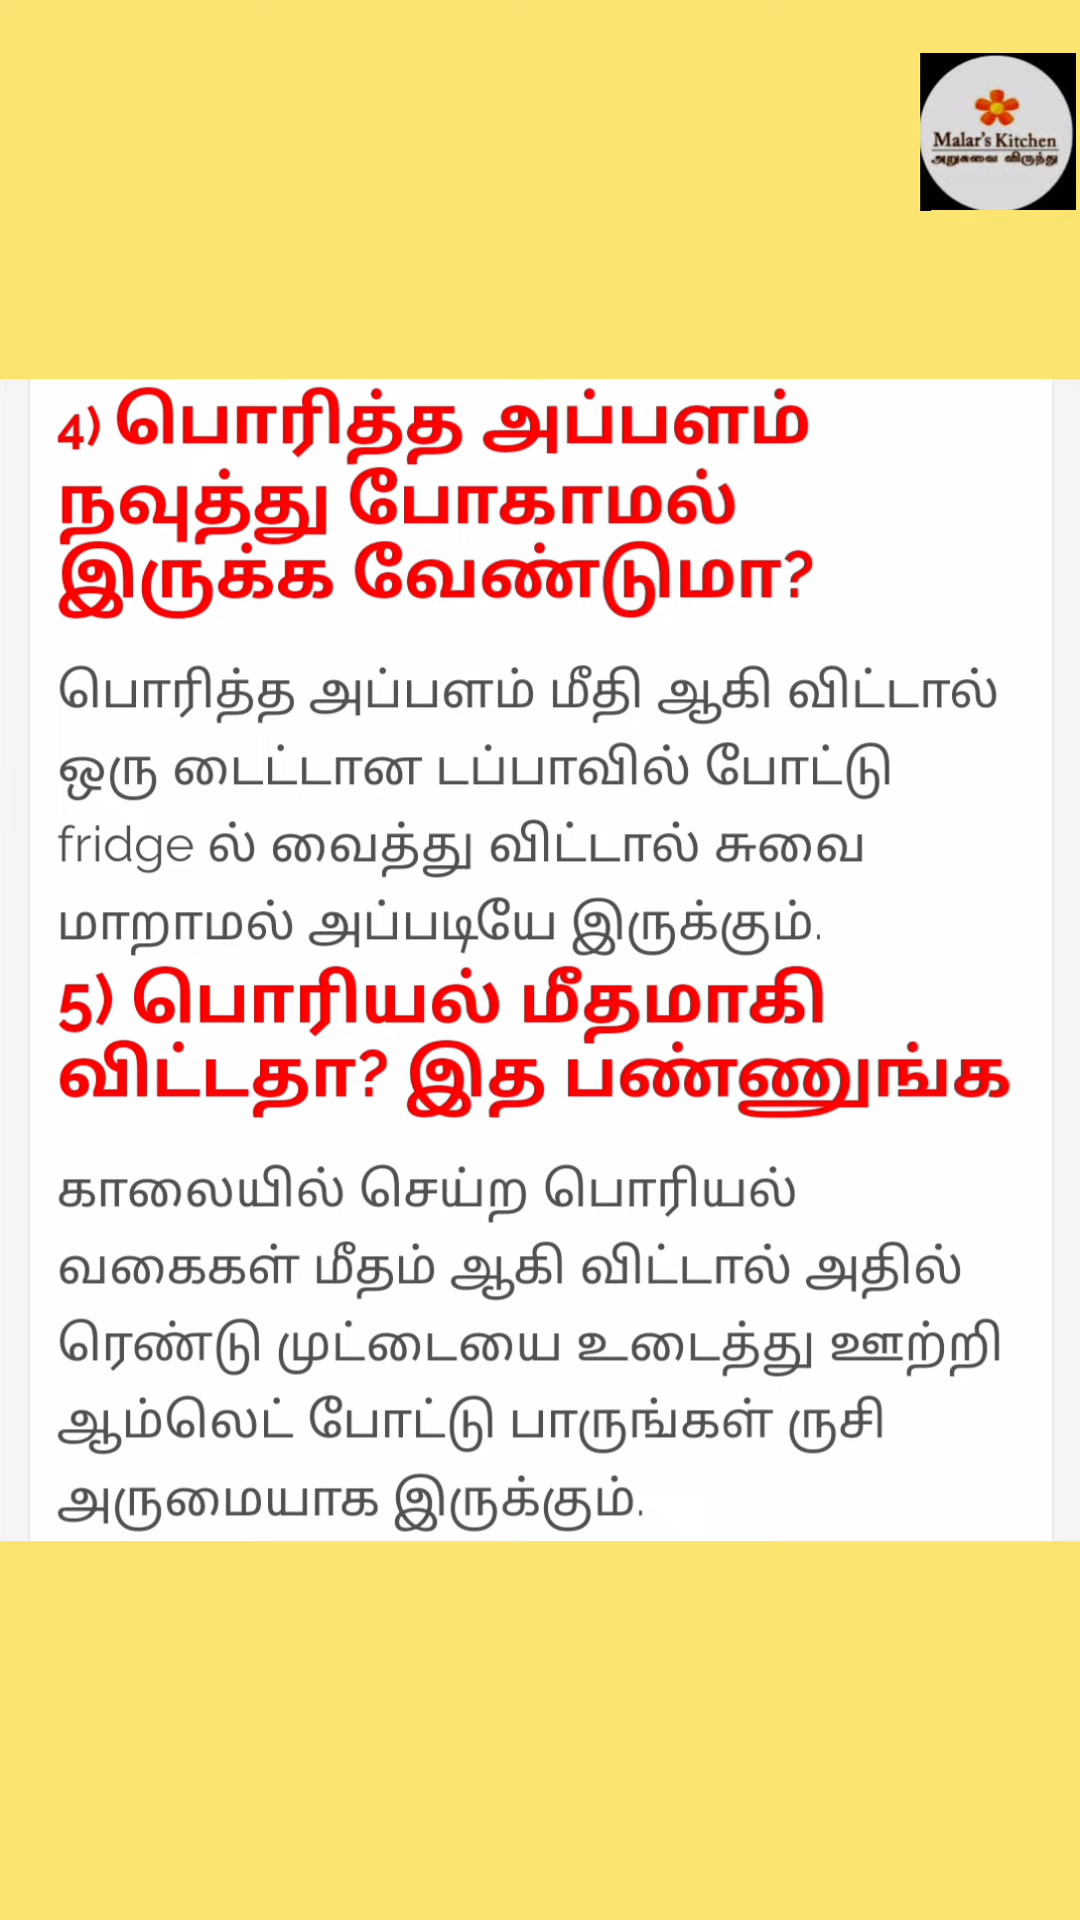 Malar's Kitchen
அறுசுவை விருந்து
4) பொரித்த அப்பளம்
நவுத்து போகாமல்
இருக்க வேண்டுமா?
பொரித்த அப்பளம் மீதி ஆகி விட்டால்
ஒரு டைட்டான டப்பாவில் போட்டு
fridge ல் வைத்து விட்டால் சுவை
மாறாமல் அப்படியே இருக்கும்.
5) பொரியல் மீதமாகி
விட்டதா? இத பண்ணுங்க
காலையில் செய்ற பொரியல்
வகைகள் மீதம் ஆகி விட்டால் அதில்
ரெண்டு முட்டையை உடைத்து ஊற்றி
ஆம்லெட் போட்டு பாருங்கள் ருசி
அருமையாக இருக்கும்.